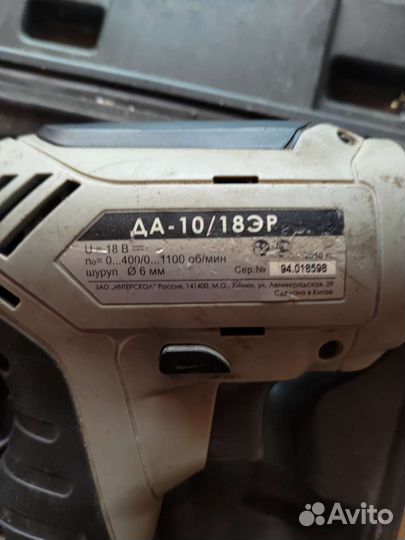 ДА-10/18ЭР
U = 18 В
n₀= 0...400/0...1100 об/мин
шуруп Ø 6 мм Сер.№ 94.018598
ЗАО „ИНТЕРСКОЛ" Россия, 141400, М.О., Химки, ул. Ленинградская, 29
Сделано в Китае
Avito